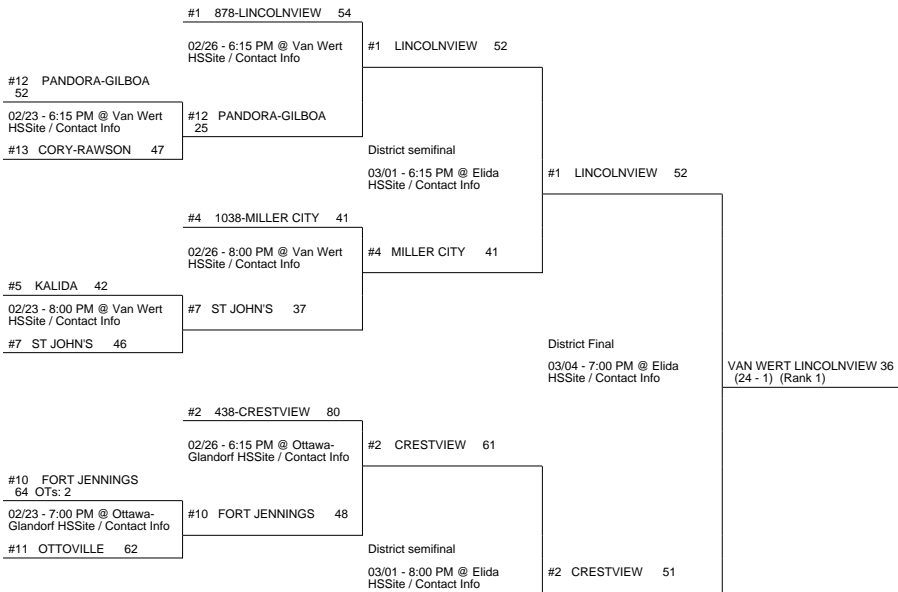 #1 878-LINCOLNVIEW 54
02/26 - 6:15 PM @ Van Wert
HSSite / Contact Info
#1 LINCOLNVIEW 52
#12 PANDORA-GILBOA
52
02/23 - 6:15 PM @ Van Wert
HSSite / Contact Info
#12 PANDORA-GILBOA
25
#13 CORY-RAWSON 47
District semifinal
03/01 - 6:15 PM @ Elida
HSSite / Contact Info
#1 LINCOLNVIEW 52
#4 1038-MILLER CITY 41
02/26 - 8:00 PM @ Van Wert
HSSite / Contact Info
#4 MILLER CITY 41
#5 KALIDA 42
02/23 - 8:00 PM @ Van Wert
HSSite / Contact Info
#7 ST JOHN'S 37
#7 ST JOHN'S 46
District Final
03/04 - 7:00 PM @ Elida
HSSite / Contact Info
VAN WERT LINCOLNVIEW 36
(24 - 1) (Rank 1)
#2 438-CRESTVIEW 80
02/26 - 6:15 PM @ Ottawa-
Glandorf HSSite / Contact Info
#2 CRESTVIEW 61
#10 FORT JENNINGS
64 OTs: 2
02/23 - 7:00 PM @ Ottawa-
Glandorf HSSite / Contact Info
#10 FORT JENNINGS 48
#11 OTTOVILLE 62
District semifinal
03/01 - 8:00 PM @ Elida
HSSite / Contact Info
#2 CRESTVIEW 51